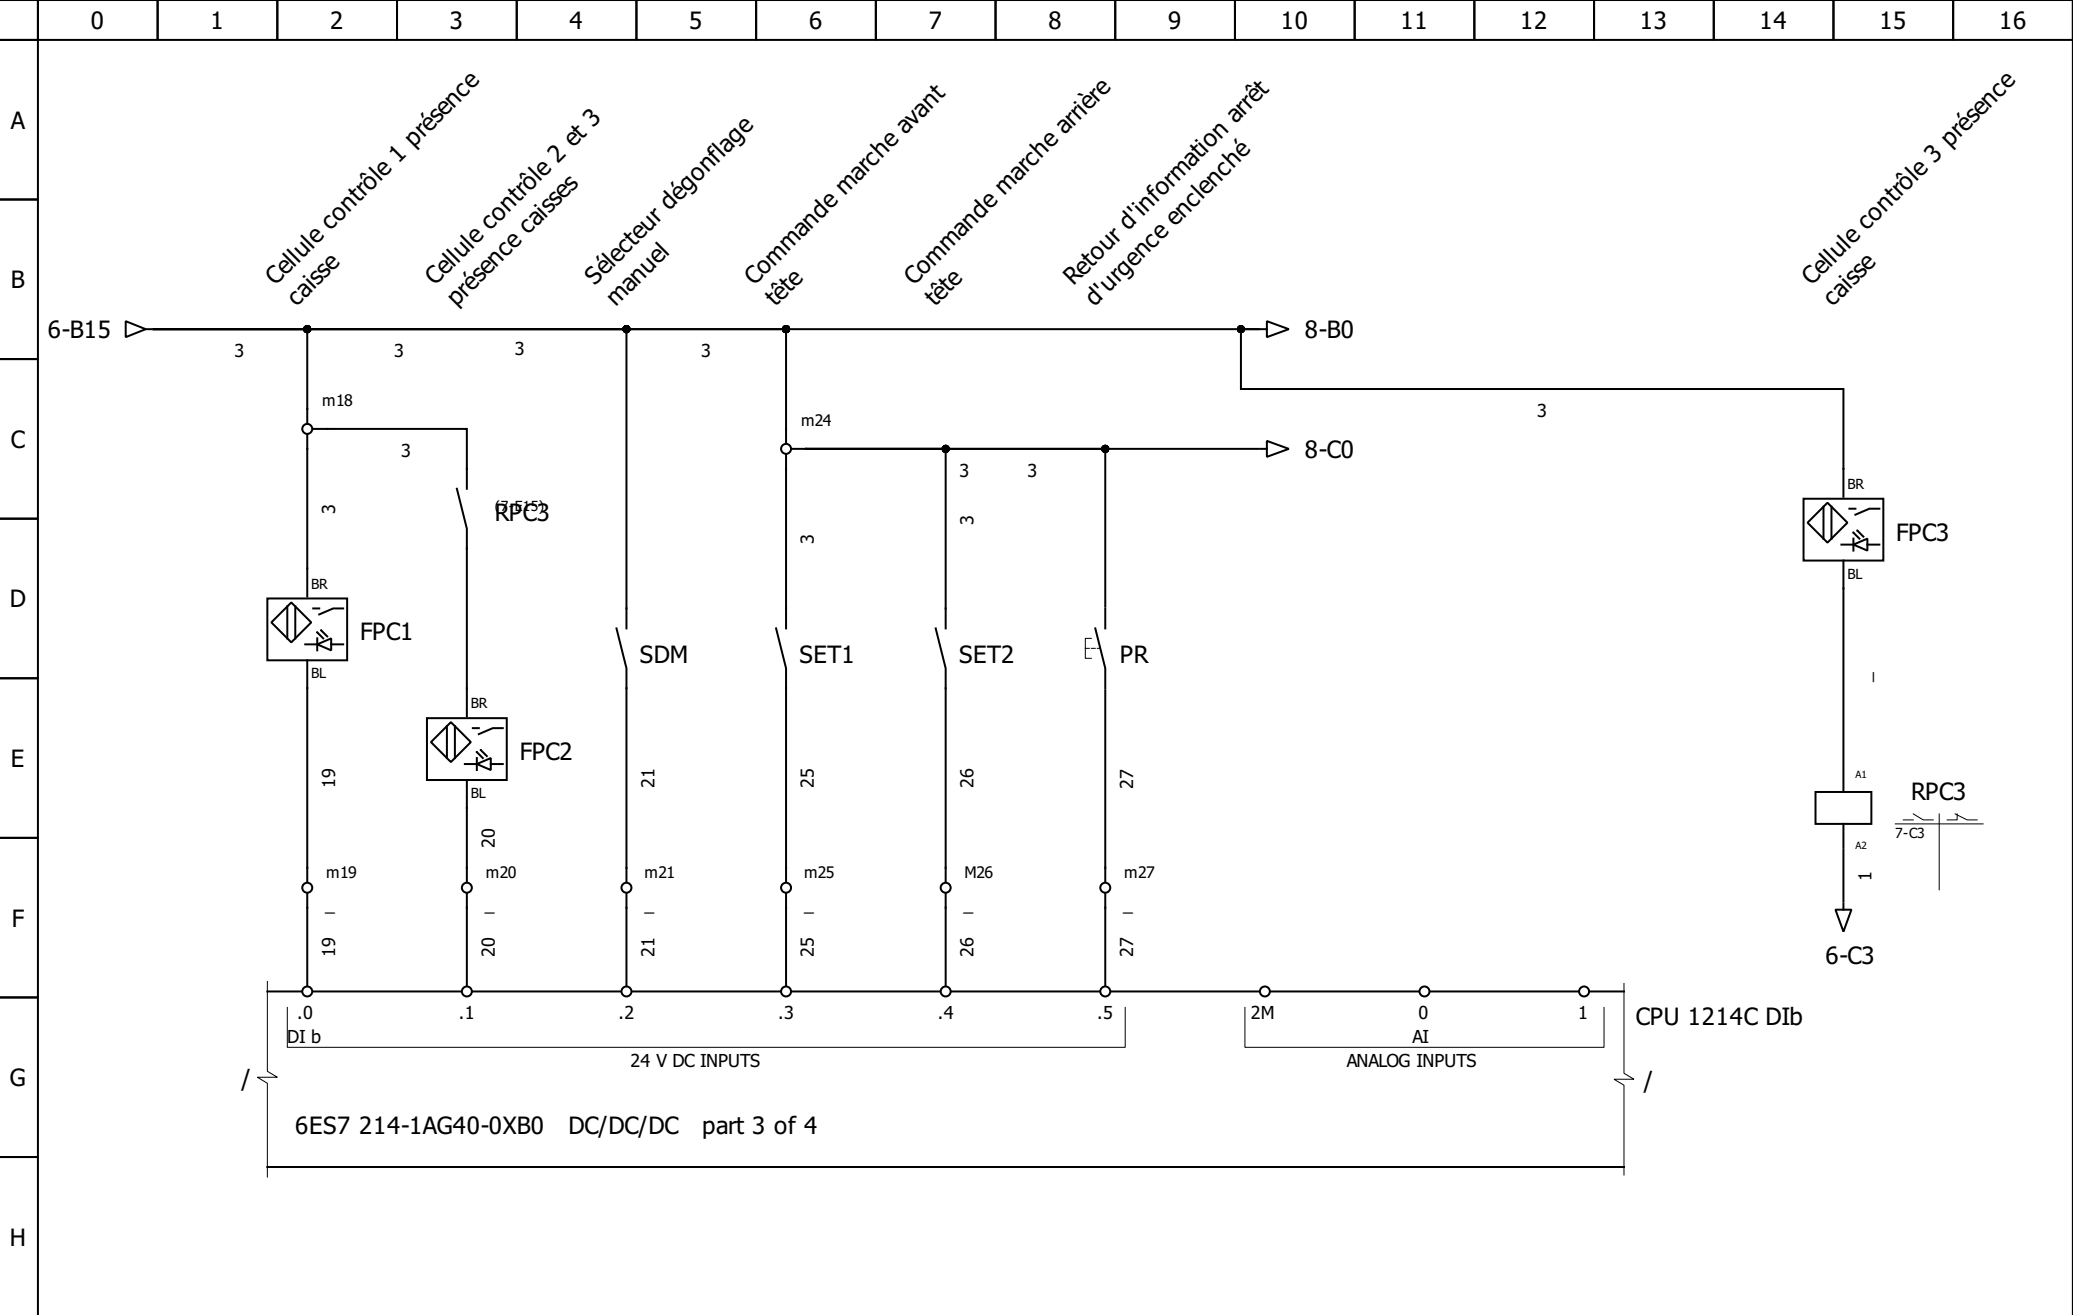 0 1 2 3 4 5 6 7 8 9 10 11 12 13 14 15 16
A
B
C
D
E
F
G
H
Cellule contrôle 1 présence
caisse
Cellule contrôle 2 et 3
présence caisses
Sélecteur dégonflage
manuel
Commande marche avant
tête
Commande marche arrière
tête
Retour d'information arrêt
d'urgence enclenché
Cellule contrôle 3 présence
caisse
6-B15
8-B0
3 3 3 3
m18
m24
3
3
8-C0
3 3
3
(7-E15)
RPC3
3
3
BR
FPC3
BL
BR
FPC1
BL
SDM
SET1
SET2
PR
BR
FPC2
BL
19
20
21
25
26
27
A1
RPC3
7-C3
A2
1
6-C3
m19
m20
m21
m25
M26
m27
19
20
21
25
26
27
.0 .1 .2 .3 .4 .5 2M 0 1
DI b
AI
CPU 1214C DIb
24 V DC INPUTS
ANALOG INPUTS
/
/
6ES7 214-1AG40-0XB0 DC/DC/DC part 3 of 4